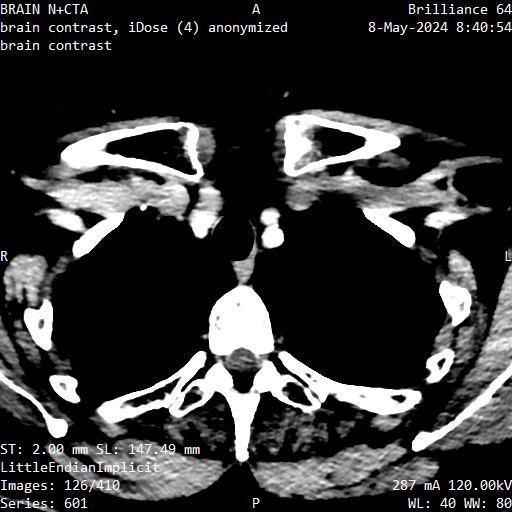 BRAIN N+CTA
brain contrast, iDose (4) anonymized
brain contrast
A
Brilliance 64
8-May-2024 8:40:54
R
L
ST: 2.00 mm SL: 147.49 mm
LittleEndianImplicit
Images: 126/410
Series: 601
P
287 mA 120.00kV
WL: 40 WW: 80